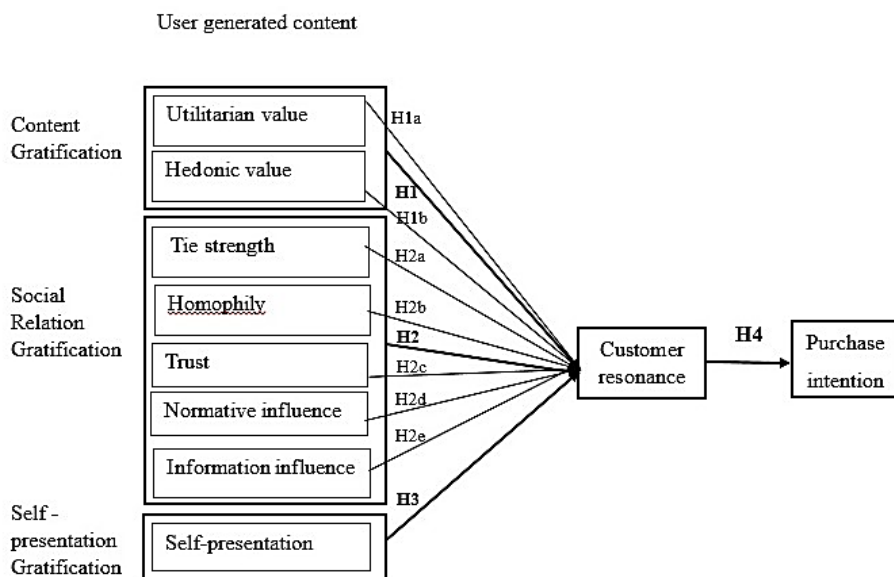 User generated content
Content
Gratification
Utilitarian value
Hedonic value
H1a
H1
H1b
Social
Relation
Gratification
Tie strength
Homophily
Trust
Normative influence
Information influence
H2a
H2b
H2
H2c
H2d
H2e
Self -
presentation
Gratification
Self-presentation
H3
Customer
resonance
H4
Purchase
intention